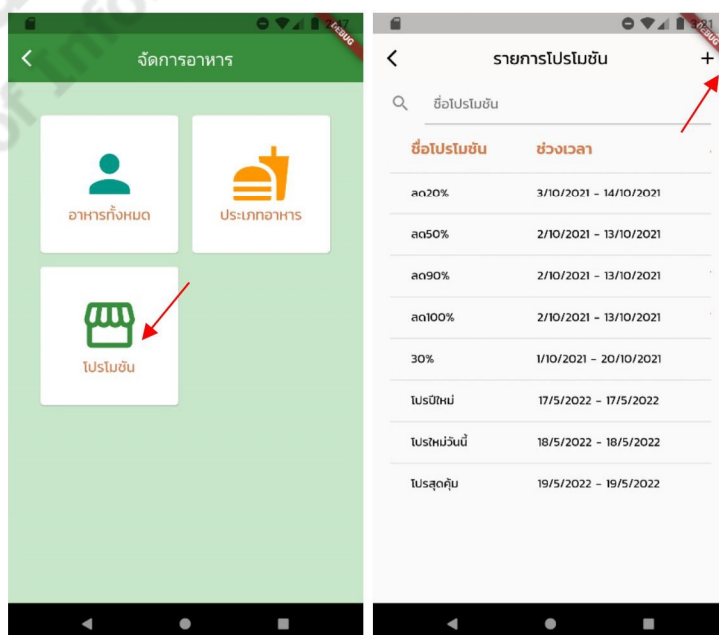 of Infor
2:47
DEBUG
จัดการอาหาร
อาหารทั้งหมด
ประเภทอาหาร
โปรโมชัน
3:21
DEBUG
รายการโปรโมชัน
+
ชื่อโปรโมชัน
ชื่อโปรโมชัน ช่วงเวลา
ลด20% 3/10/2021 - 14/10/2021
ลด50% 2/10/2021 - 13/10/2021
ลด90% 2/10/2021 - 13/10/2021
ลด100% 2/10/2021 - 13/10/2021
30% 1/10/2021 - 20/10/2021
โปรปีใหม่ 17/5/2022 - 17/5/2022
โปรใหม่วันนี้ 18/5/2022 - 18/5/2022
โปรสุดคุ้ม 19/5/2022 - 19/5/2022